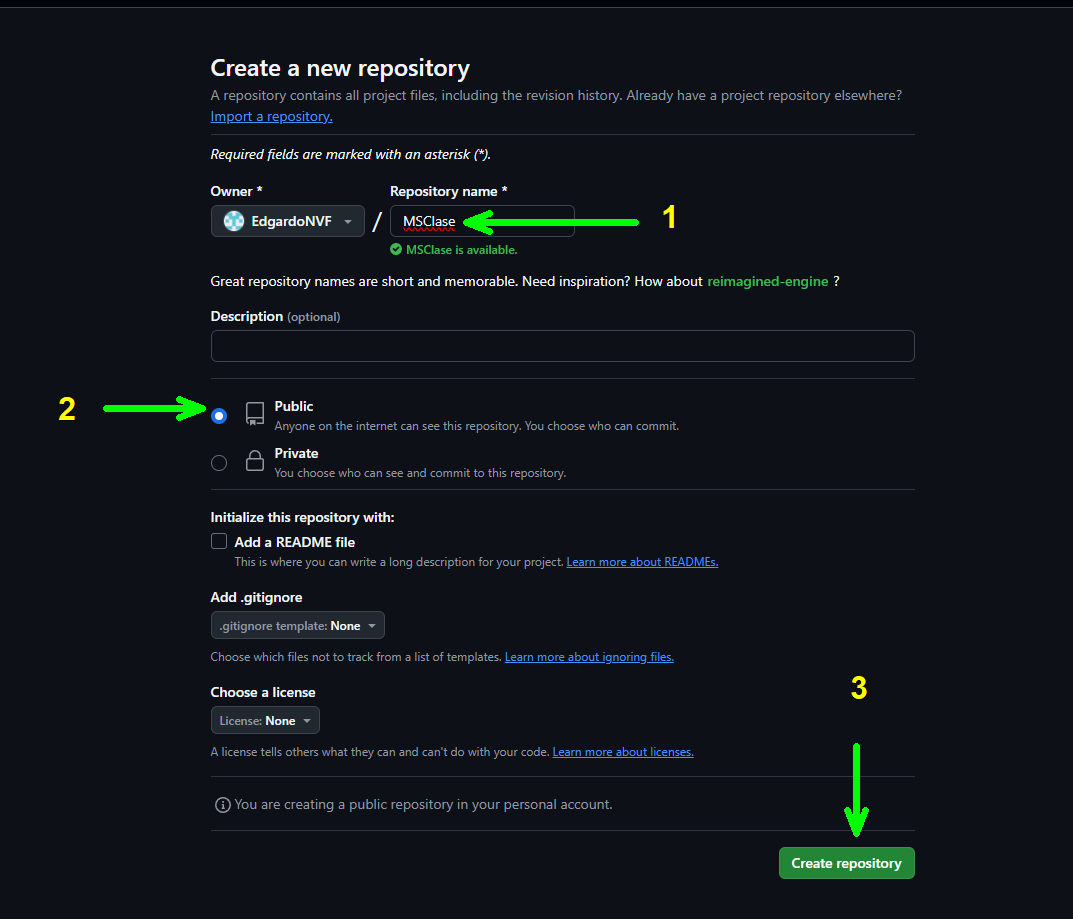 Create a new repository
A repository contains all project files, including the revision history. Already have a project repository elsewhere?
Import a repository.
Required fields are marked with an asterisk (*).
Owner *
Repository name *
EdgardoNVF / MSClase
1
MSClase is available.
Great repository names are short and memorable. Need inspiration? How about reimagined-engine ?
Description (optional)
2
Public
Anyone on the internet can see this repository. You choose who can commit.
Private
You choose who can see and commit to this repository.
Initialize this repository with:
Add a README file
This is where you can write a long description for your project. Learn more about READMEs.
Add .gitignore
.gitignore template: None
Choose which files not to track from a list of templates. Learn more about ignoring files.
Choose a license
3
License: None
A license tells others what they can and can't do with your code. Learn more about licenses.
You are creating a public repository in your personal account.
Create repository